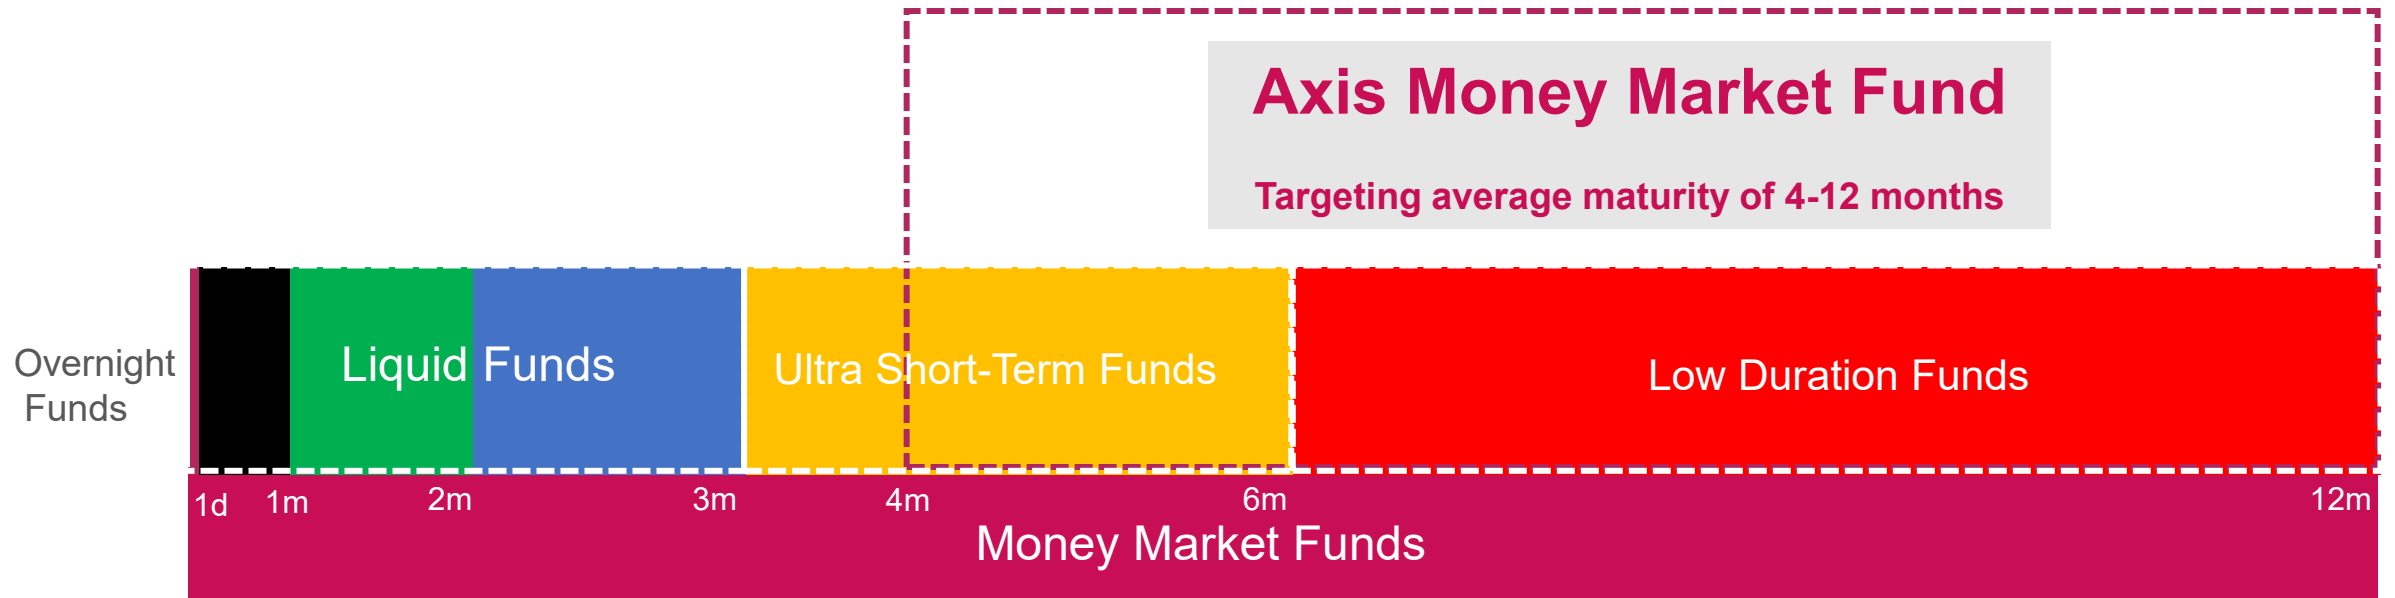 Axis Money Market Fund
Targeting average maturity of 4-12 months
Overnight
Funds
Liquid Funds
Ultra Short-Term Funds
Low Duration Funds
1d
1m
2m
3m
4m
6m
12m
Money Market Funds